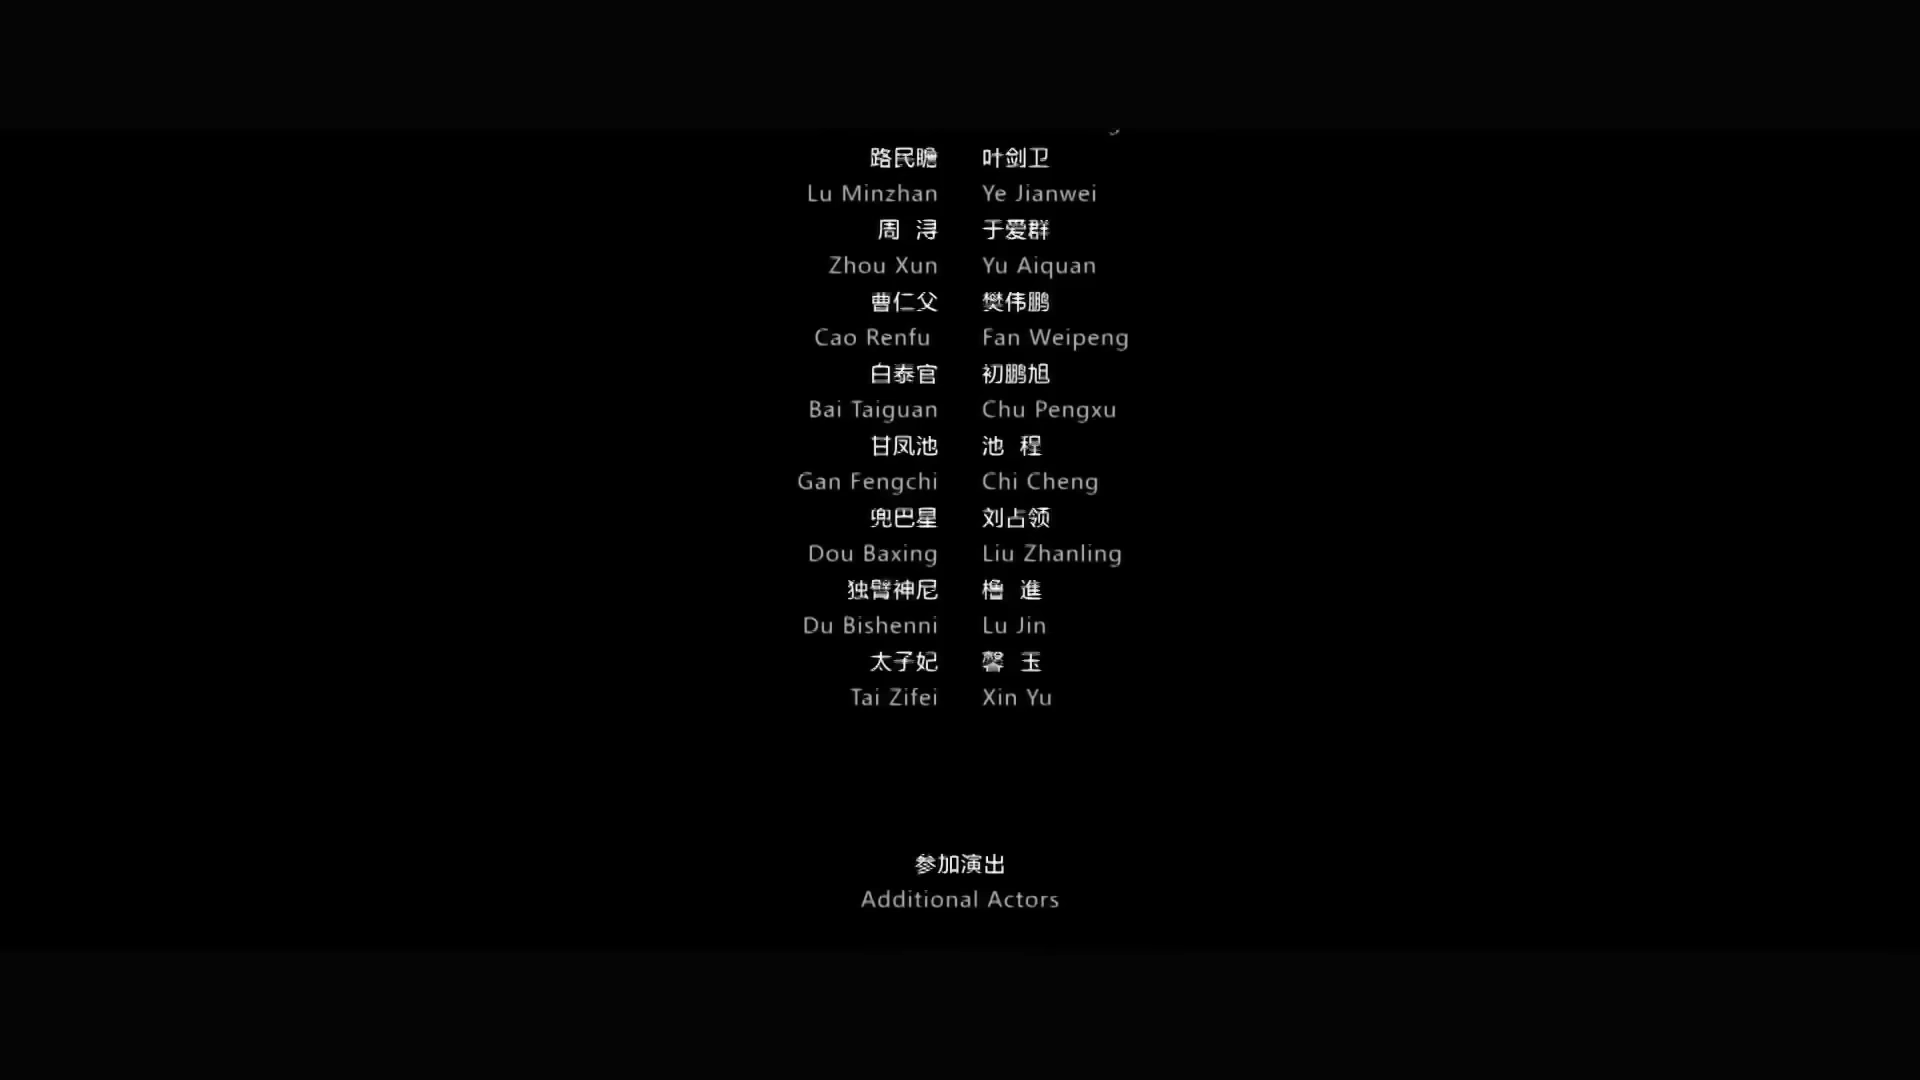 路民瞻 叶剑卫
Lu Minzhan Ye Jianwei
周 浔 于爱群
Zhou Xun Yu Aiquan
曹仁父 樊伟鹏
Cao Renfu Fan Weipeng
白泰官 初鹏旭
Bai Taiguan Chu Pengxu
甘凤池 池 程
Gan Fengchi Chi Cheng
兜巴星 刘占领
Dou Baxing Liu Zhanling
独臂神尼 橹 進
Du Bishenni Lu Jin
太子妃 馨 玉
Tai Zifei Xin Yu
参加演出
Additional Actors